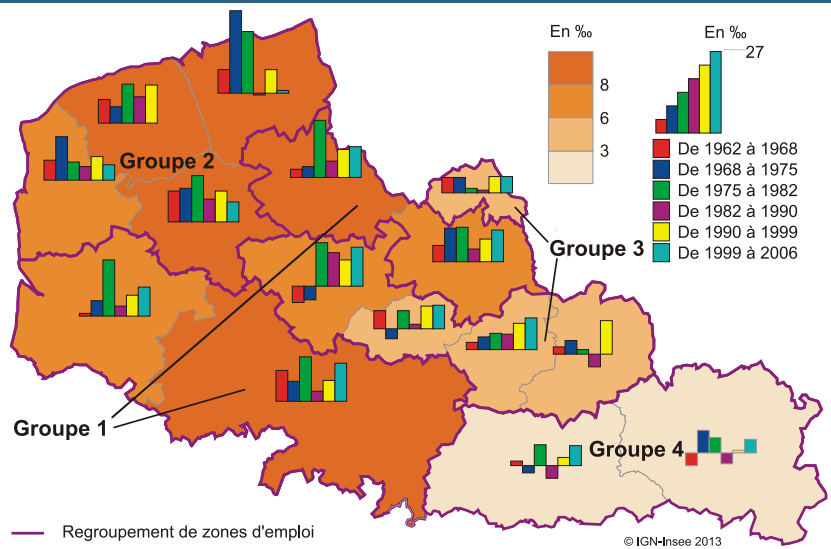 En ‰
8
6
3
En ‰
27
De 1962 à 1968
De 1968 à 1975
De 1975 à 1982
De 1982 à 1990
De 1990 à 1999
De 1999 à 2006
Groupe 2
Groupe 3
Groupe 1
Groupe 4
Regroupement de zones d'emploi
© IGN-Insee 2013